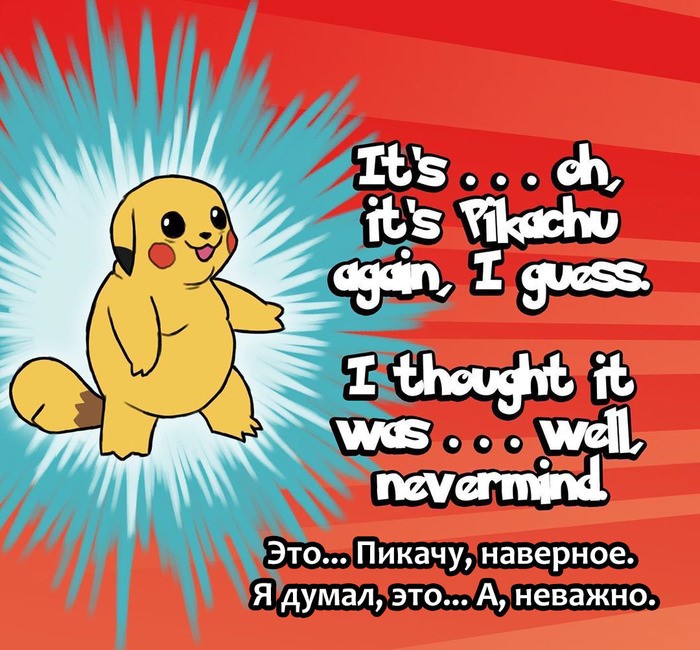 It's . . . oh,
it's Pikachu
again, I guess.
I thought it
was . . . well,
nevermind.
Это... Пикачу, наверное.
Я думал, это... А, неважно.